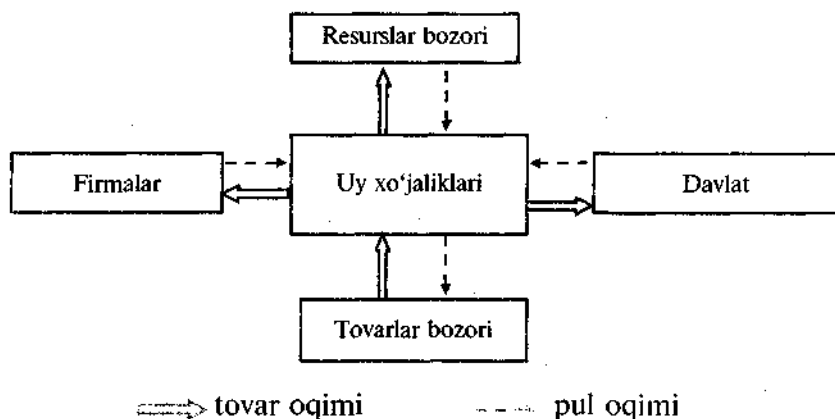 Resurslar bozori
Firmalar
Uy xo‘jaliklari
Davlat
Tovarlar bozori
tovar oqimi
pul oqimi